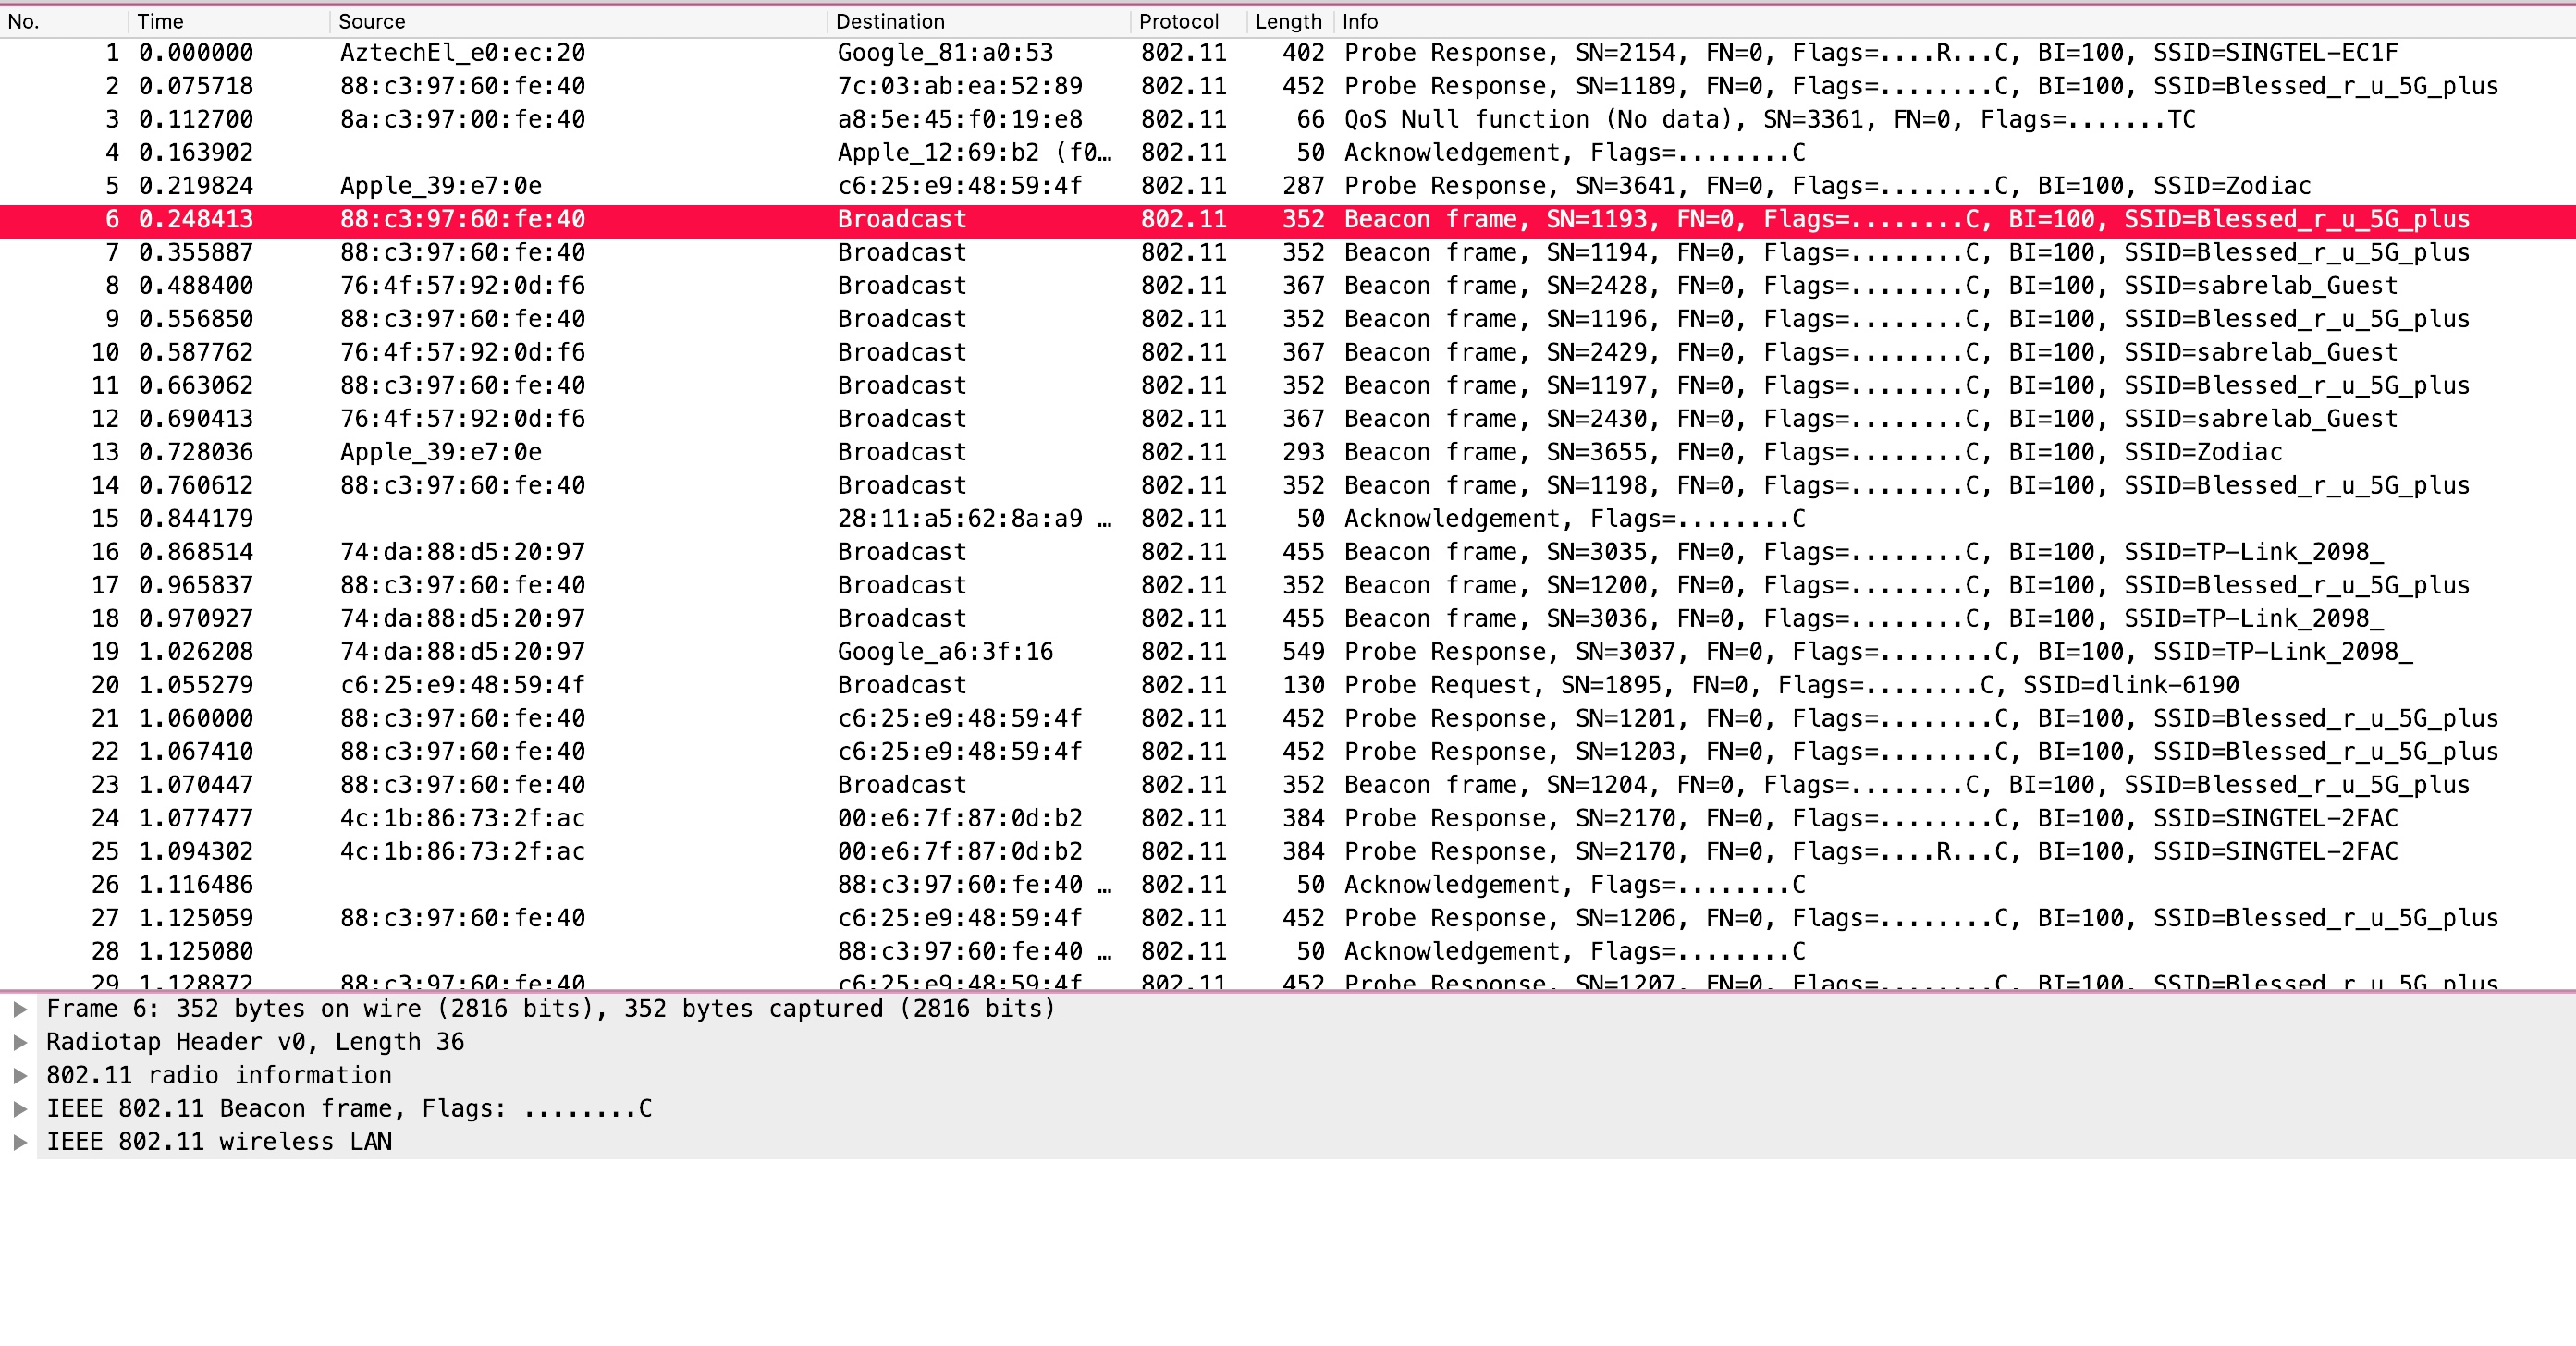 No. Time Source Destination Protocol Length Info
1 0.000000 AztechEl_e0:ec:20 Google_81:a0:53 802.11 402 Probe Response, SN=2154, FN=0, Flags=....R...C, BI=100, SSID=SINGTEL-EC1F
2 0.075718 88:c3:97:60:fe:40 7c:03:ab:ea:52:89 802.11 452 Probe Response, SN=1189, FN=0, Flags=........C, BI=100, SSID=Blessed_r_u_5G_plus
3 0.112700 8a:c3:97:00:fe:40 a8:5e:45:f0:19:e8 802.11 66 QoS Null function (No data), SN=3361, FN=0, Flags=.......TC
4 0.163902 Apple_12:69:b2 (f0… 802.11 50 Acknowledgement, Flags=........C
5 0.219824 Apple_39:e7:0e c6:25:e9:48:59:4f 802.11 287 Probe Response, SN=3641, FN=0, Flags=........C, BI=100, SSID=Zodiac
6 0.248413 88:c3:97:60:fe:40 Broadcast 802.11 352 Beacon frame, SN=1193, FN=0, Flags=........C, BI=100, SSID=Blessed_r_u_5G_plus
7 0.355887 88:c3:97:60:fe:40 Broadcast 802.11 352 Beacon frame, SN=1194, FN=0, Flags=........C, BI=100, SSID=Blessed_r_u_5G_plus
8 0.488400 76:4f:57:92:0d:f6 Broadcast 802.11 367 Beacon frame, SN=2428, FN=0, Flags=........C, BI=100, SSID=sabrelab_Guest
9 0.556850 88:c3:97:60:fe:40 Broadcast 802.11 352 Beacon frame, SN=1196, FN=0, Flags=........C, BI=100, SSID=Blessed_r_u_5G_plus
10 0.587762 76:4f:57:92:0d:f6 Broadcast 802.11 367 Beacon frame, SN=2429, FN=0, Flags=........C, BI=100, SSID=sabrelab_Guest
11 0.663062 88:c3:97:60:fe:40 Broadcast 802.11 352 Beacon frame, SN=1197, FN=0, Flags=........C, BI=100, SSID=Blessed_r_u_5G_plus
12 0.690413 76:4f:57:92:0d:f6 Broadcast 802.11 367 Beacon frame, SN=2430, FN=0, Flags=........C, BI=100, SSID=sabrelab_Guest
13 0.728036 Apple_39:e7:0e Broadcast 802.11 293 Beacon frame, SN=3655, FN=0, Flags=........C, BI=100, SSID=Zodiac
14 0.760612 88:c3:97:60:fe:40 Broadcast 802.11 352 Beacon frame, SN=1198, FN=0, Flags=........C, BI=100, SSID=Blessed_r_u_5G_plus
15 0.844179 28:11:a5:62:8a:a9 … 802.11 50 Acknowledgement, Flags=........C
16 0.868514 74:da:88:d5:20:97 Broadcast 802.11 455 Beacon frame, SN=3035, FN=0, Flags=........C, BI=100, SSID=TP-Link_2098_
17 0.965837 88:c3:97:60:fe:40 Broadcast 802.11 352 Beacon frame, SN=1200, FN=0, Flags=........C, BI=100, SSID=Blessed_r_u_5G_plus
18 0.970927 74:da:88:d5:20:97 Broadcast 802.11 455 Beacon frame, SN=3036, FN=0, Flags=........C, BI=100, SSID=TP-Link_2098_
19 1.026208 74:da:88:d5:20:97 Google_a6:3f:16 802.11 549 Probe Response, SN=3037, FN=0, Flags=........C, BI=100, SSID=TP-Link_2098_
20 1.055279 c6:25:e9:48:59:4f Broadcast 802.11 130 Probe Request, SN=1895, FN=0, Flags=........C, SSID=dlink-6190
21 1.060000 88:c3:97:60:fe:40 c6:25:e9:48:59:4f 802.11 452 Probe Response, SN=1201, FN=0, Flags=........C, BI=100, SSID=Blessed_r_u_5G_plus
22 1.067410 88:c3:97:60:fe:40 c6:25:e9:48:59:4f 802.11 452 Probe Response, SN=1203, FN=0, Flags=........C, BI=100, SSID=Blessed_r_u_5G_plus
23 1.070447 88:c3:97:60:fe:40 Broadcast 802.11 352 Beacon frame, SN=1204, FN=0, Flags=........C, BI=100, SSID=Blessed_r_u_5G_plus
24 1.077477 4c:1b:86:73:2f:ac 00:e6:7f:87:0d:b2 802.11 384 Probe Response, SN=2170, FN=0, Flags=........C, BI=100, SSID=SINGTEL-2FAC
25 1.094302 4c:1b:86:73:2f:ac 00:e6:7f:87:0d:b2 802.11 384 Probe Response, SN=2170, FN=0, Flags=....R...C, BI=100, SSID=SINGTEL-2FAC
26 1.116486 88:c3:97:60:fe:40 … 802.11 50 Acknowledgement, Flags=........C
27 1.125059 88:c3:97:60:fe:40 c6:25:e9:48:59:4f 802.11 452 Probe Response, SN=1206, FN=0, Flags=........C, BI=100, SSID=Blessed_r_u_5G_plus
28 1.125080 88:c3:97:60:fe:40 … 802.11 50 Acknowledgement, Flags=........C
29 1.128872 88:c3:97:60:fe:40 c6:25:e9:48:59:4f 802.11 452 Probe Response, SN=1207, FN=0, Flags=........C, BI=100, SSID=Blessed_r_u_5G_plus
Frame 6: 352 bytes on wire (2816 bits), 352 bytes captured (2816 bits)
Radiotap Header v0, Length 36
802.11 radio information
IEEE 802.11 Beacon frame, Flags: ........C
IEEE 802.11 wireless LAN